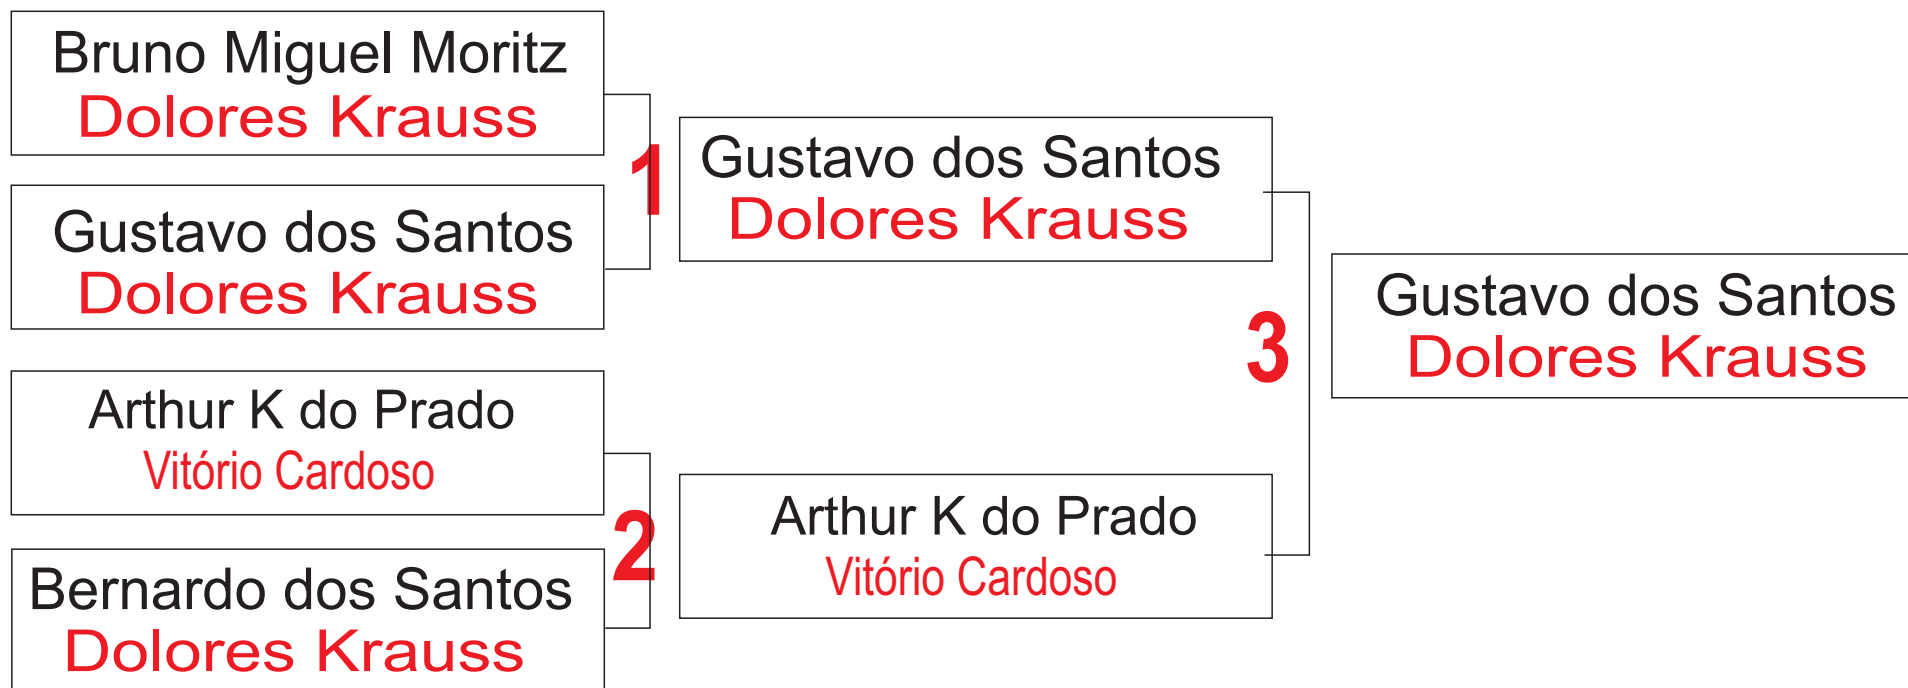 Bruno Miguel Moritz
Dolores Krauss
1
Gustavo dos Santos
Dolores Krauss
Gustavo dos Santos
Dolores Krauss
3
Gustavo dos Santos
Dolores Krauss
Arthur K do Prado
Vitório Cardoso
2
Arthur K do Prado
Vitório Cardoso
Bernardo dos Santos
Dolores Krauss